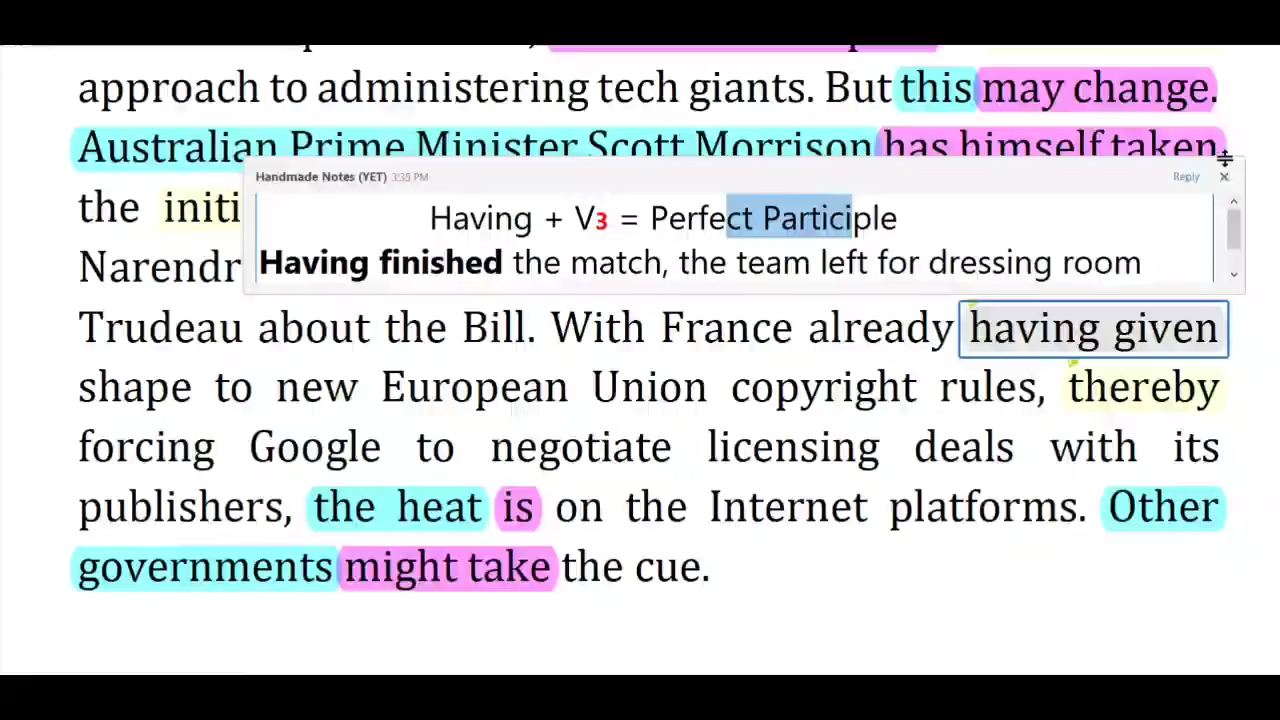 approach to administering tech giants. But this may change.
Australian Prime Minister Scott Morrison has himself taken
Handmade Notes (YET) 3:35 PM Reply
the
Having + V3 = Perfect Participle
Having finished the match, the team left for dressing room
Trudeau about the Bill. With France already having given
shape to new European Union copyright rules, thereby
forcing Google to negotiate licensing deals with its
publishers, the heat is on the Internet platforms. Other
governments might take the cue.